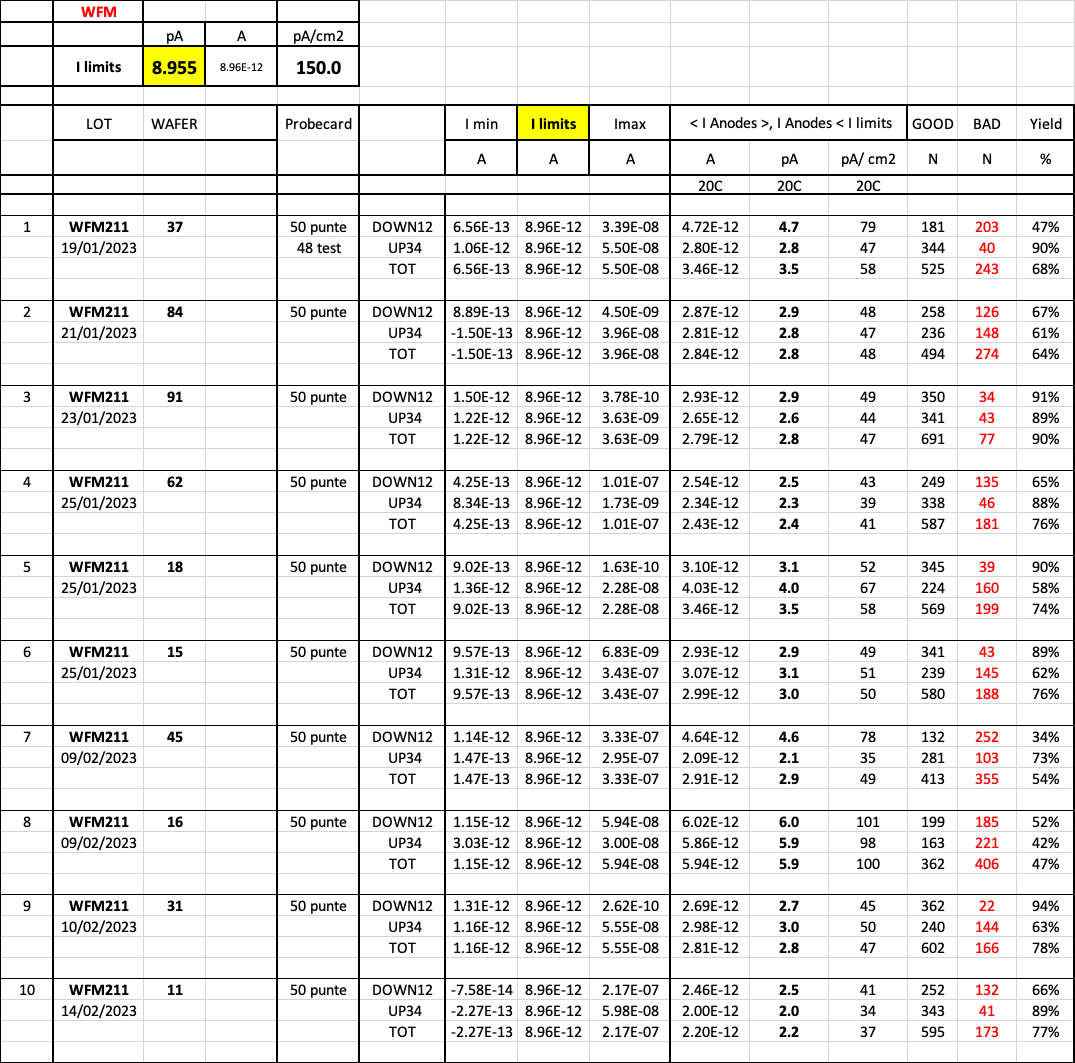 WFM
pA A pA/cm2
I limits 8.955 8.96E-12 150.0
LOT WAFER Probecard I min I limits Imax < I Anodes >, I Anodes < I limits GOOD BAD Yield
A A A A pA pA/ cm2 N N %
20C 20C 20C
1 WFM211 37 50 punte DOWN12 6.56E-13 8.96E-12 3.39E-08 4.72E-12 4.7 79 181 203 47%
19/01/2023 48 test UP34 1.06E-12 8.96E-12 5.50E-08 2.80E-12 2.8 47 344 40 90%
TOT 6.56E-13 8.96E-12 5.50E-08 3.46E-12 3.5 58 525 243 68%
2 WFM211 84 50 punte DOWN12 8.89E-13 8.96E-12 4.50E-09 2.87E-12 2.9 48 258 126 67%
21/01/2023 UP34 -1.50E-13 8.96E-12 3.96E-08 2.81E-12 2.8 47 236 148 61%
TOT -1.50E-13 8.96E-12 3.96E-08 2.84E-12 2.8 48 494 274 64%
3 WFM211 91 50 punte DOWN12 1.50E-12 8.96E-12 3.78E-10 2.93E-12 2.9 49 350 34 91%
23/01/2023 UP34 1.22E-12 8.96E-12 3.63E-09 2.65E-12 2.6 44 341 43 89%
TOT 1.22E-12 8.96E-12 3.63E-09 2.79E-12 2.8 47 691 77 90%
4 WFM211 62 50 punte DOWN12 4.25E-13 8.96E-12 1.01E-07 2.54E-12 2.5 43 249 135 65%
25/01/2023 UP34 8.34E-13 8.96E-12 1.73E-09 2.34E-12 2.3 39 338 46 88%
TOT 4.25E-13 8.96E-12 1.01E-07 2.43E-12 2.4 41 587 181 76%
5 WFM211 18 50 punte DOWN12 9.02E-13 8.96E-12 1.63E-10 3.10E-12 3.1 52 345 39 90%
25/01/2023 UP34 1.36E-12 8.96E-12 2.28E-08 4.03E-12 4.0 67 224 160 58%
TOT 9.02E-13 8.96E-12 2.28E-08 3.46E-12 3.5 58 569 199 74%
6 WFM211 15 50 punte DOWN12 9.57E-13 8.96E-12 6.83E-09 2.93E-12 2.9 49 341 43 89%
25/01/2023 UP34 1.31E-12 8.96E-12 3.43E-07 3.07E-12 3.1 51 239 145 62%
TOT 9.57E-13 8.96E-12 3.43E-07 2.99E-12 3.0 50 580 188 76%
7 WFM211 45 50 punte DOWN12 1.14E-12 8.96E-12 3.33E-07 4.64E-12 4.6 78 132 252 34%
09/02/2023 UP34 1.47E-13 8.96E-12 2.95E-07 2.09E-12 2.1 35 281 103 73%
TOT 1.47E-13 8.96E-12 3.33E-07 2.91E-12 2.9 49 413 355 54%
8 WFM211 16 50 punte DOWN12 1.15E-12 8.96E-12 5.94E-08 6.02E-12 6.0 101 199 185 52%
09/02/2023 UP34 3.03E-12 8.96E-12 3.00E-08 5.86E-12 5.9 98 163 221 42%
TOT 1.15E-12 8.96E-12 5.94E-08 5.94E-12 5.9 100 362 406 47%
9 WFM211 31 50 punte DOWN12 1.31E-12 8.96E-12 2.62E-10 2.69E-12 2.7 45 362 22 94%
10/02/2023 UP34 1.16E-12 8.96E-12 5.55E-08 2.98E-12 3.0 50 240 144 63%
TOT 1.16E-12 8.96E-12 5.55E-08 2.81E-12 2.8 47 602 166 78%
10 WFM211 11 50 punte DOWN12 -7.58E-14 8.96E-12 2.17E-07 2.46E-12 2.5 41 252 132 66%
14/02/2023 UP34 -2.27E-13 8.96E-12 5.98E-08 2.00E-12 2.0 34 343 41 89%
TOT -2.27E-13 8.96E-12 2.17E-07 2.20E-12 2.2 37 595 173 77%